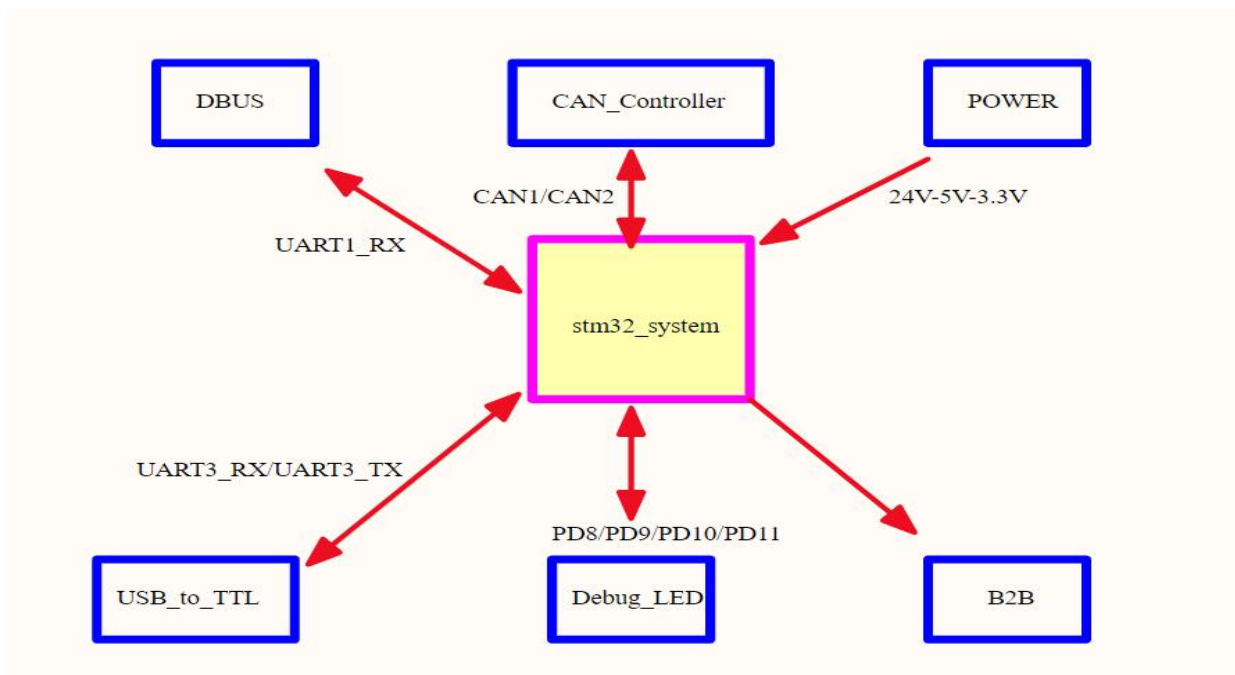 DBUS
CAN_Controller
POWER
CAN1/CAN2
24V-5V-3.3V
UART1_RX
stm32_system
UART3_RX/UART3_TX
PD8/PD9/PD10/PD11
USB_to_TTL
Debug_LED
B2B